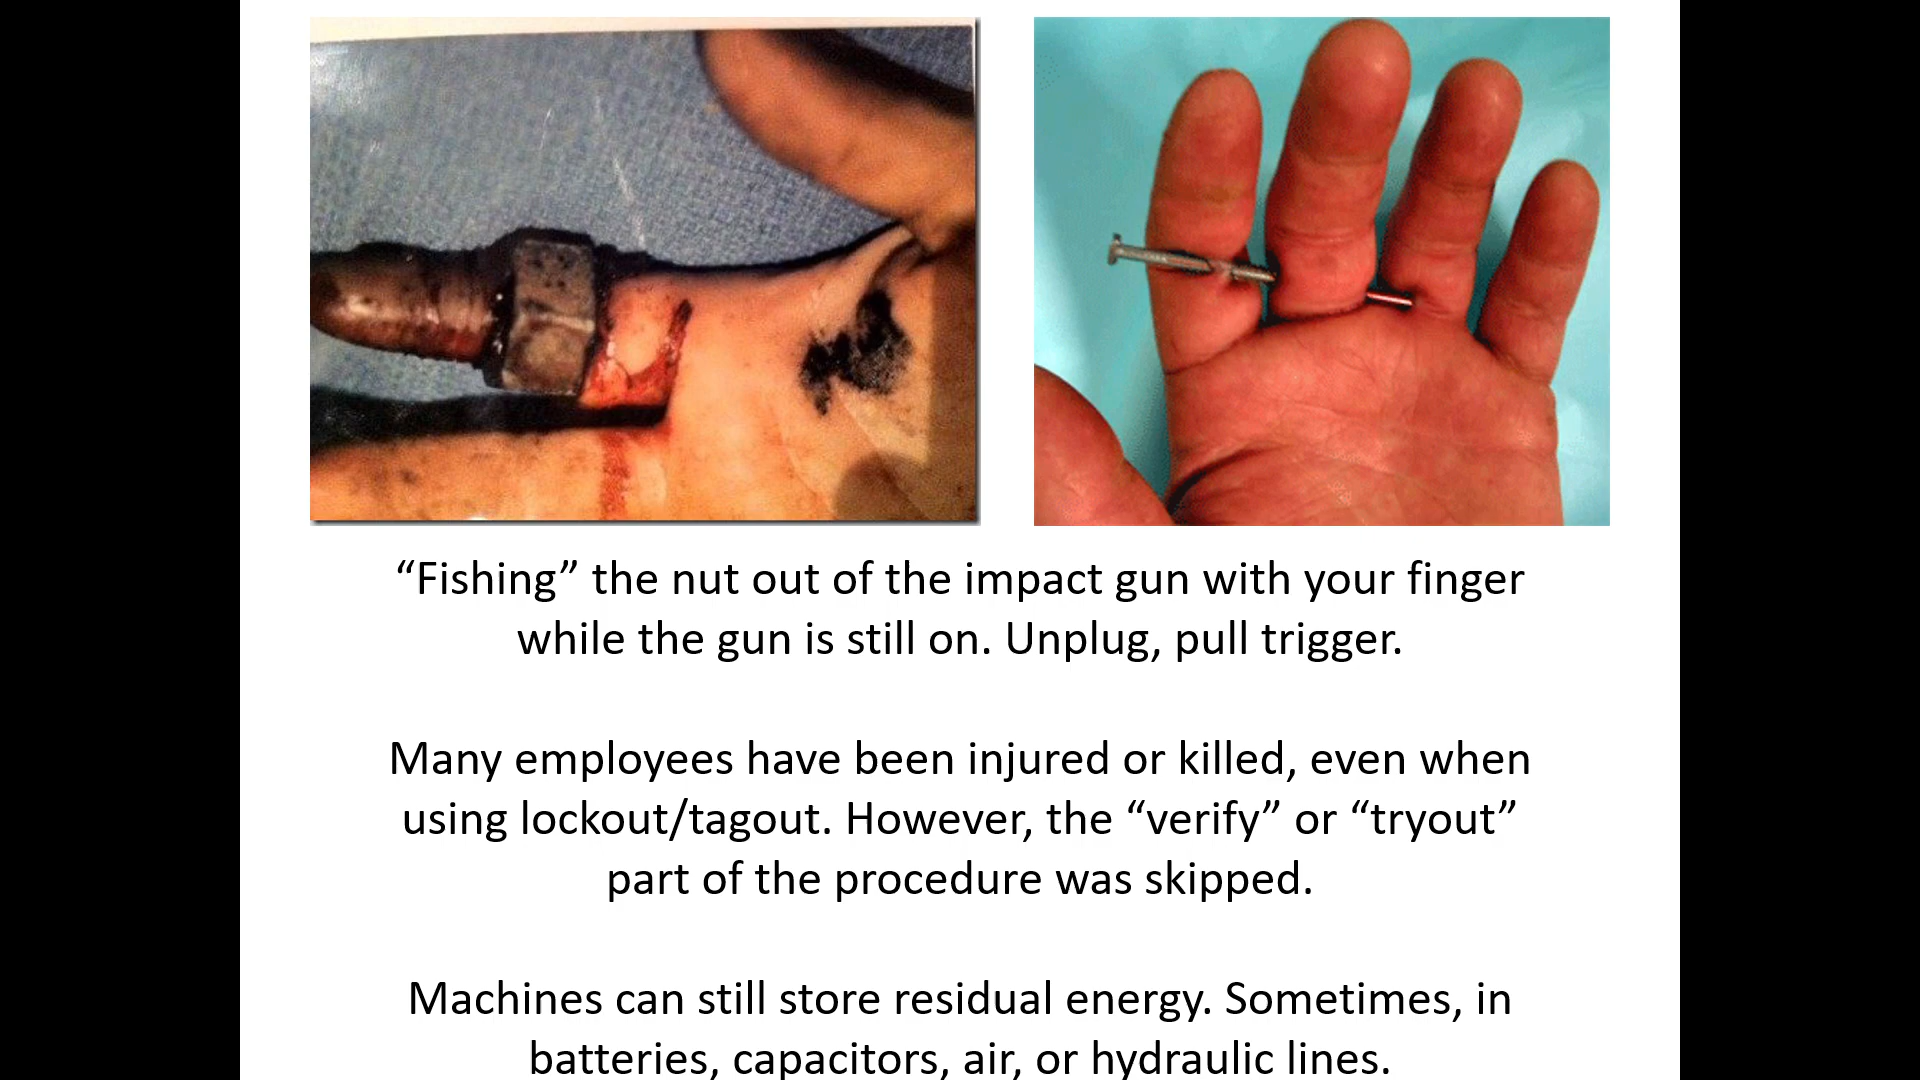 “Fishing” the nut out of the impact gun with your finger
while the gun is still on. Unplug, pull trigger.
Many employees have been injured or killed, even when
using lockout/tagout. However, the “verify” or “tryout”
part of the procedure was skipped.
Machines can still store residual energy. Sometimes, in
batteries, capacitors, air, or hydraulic lines.